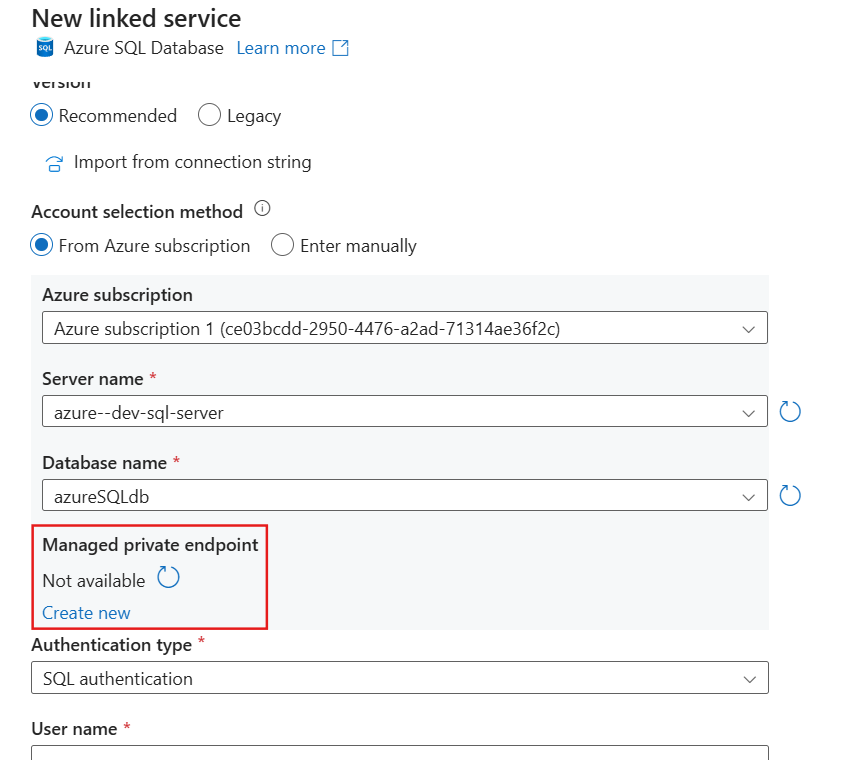 New linked service
SQL Azure SQL Database Learn more
Version
Recommended Legacy
Import from connection string
Account selection method
From Azure subscription Enter manually
Azure subscription
Azure subscription 1 (ce03bcdd-2950-4476-a2ad-71314ae36f2c)
Server name *
azure--dev-sql-server
Database name *
azureSQLdb
Managed private endpoint
Not available
Create new
Authentication type *
SQL authentication
User name *